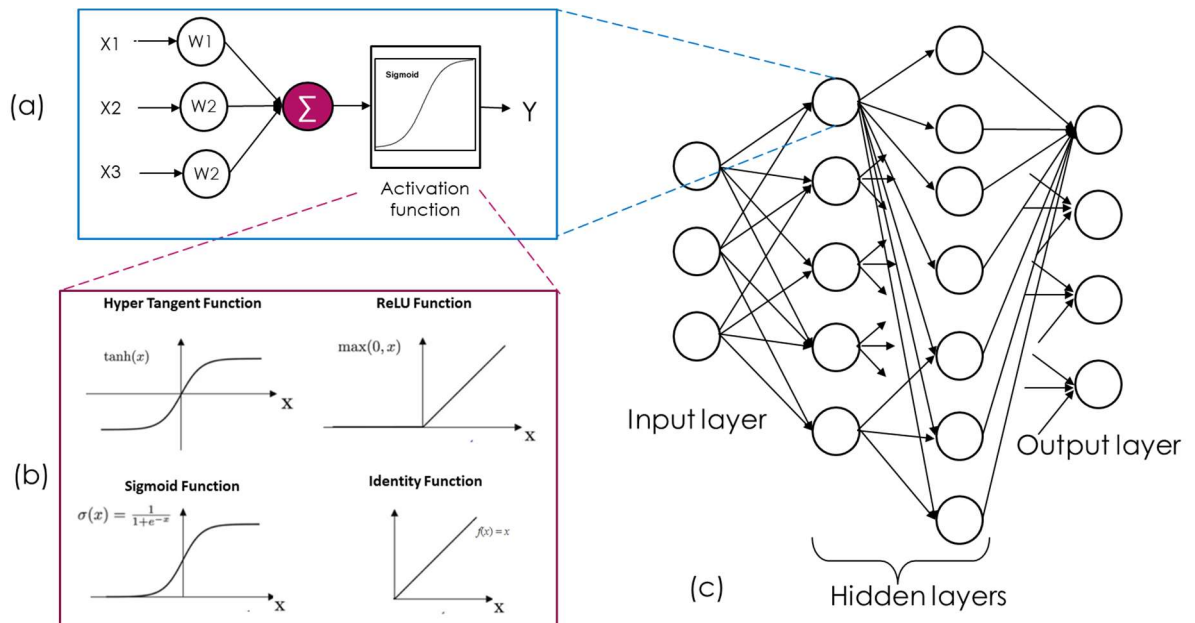 (a)
X1
W1
X2
W2
X3
W2
Σ
Sigmoid
Y
Activation
function
(b)
Hyper Tangent Function
tanh(x)
X
ReLU Function
max(0, x)
X
Sigmoid Function
σ(x) = 1/(1+e^-x)
X
Identity Function
f(x) = x
X
(c)
Input layer
Hidden layers
Output layer